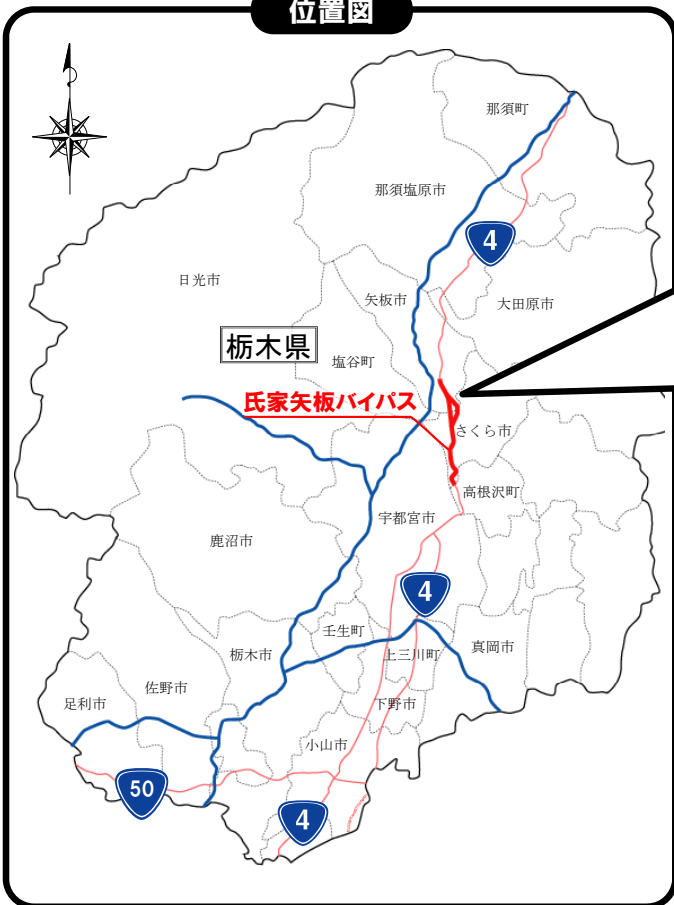 位置図
那須町
那須塩原市
4
日光市
矢板市
大田原市
栃木県
塩谷町
氏家矢板バイパス
さくら市
高根沢町
宇都宮市
鹿沼市
4
壬生町
栃木市
上三川町
真岡市
佐野市
足利市
下野市
小山市
50
4